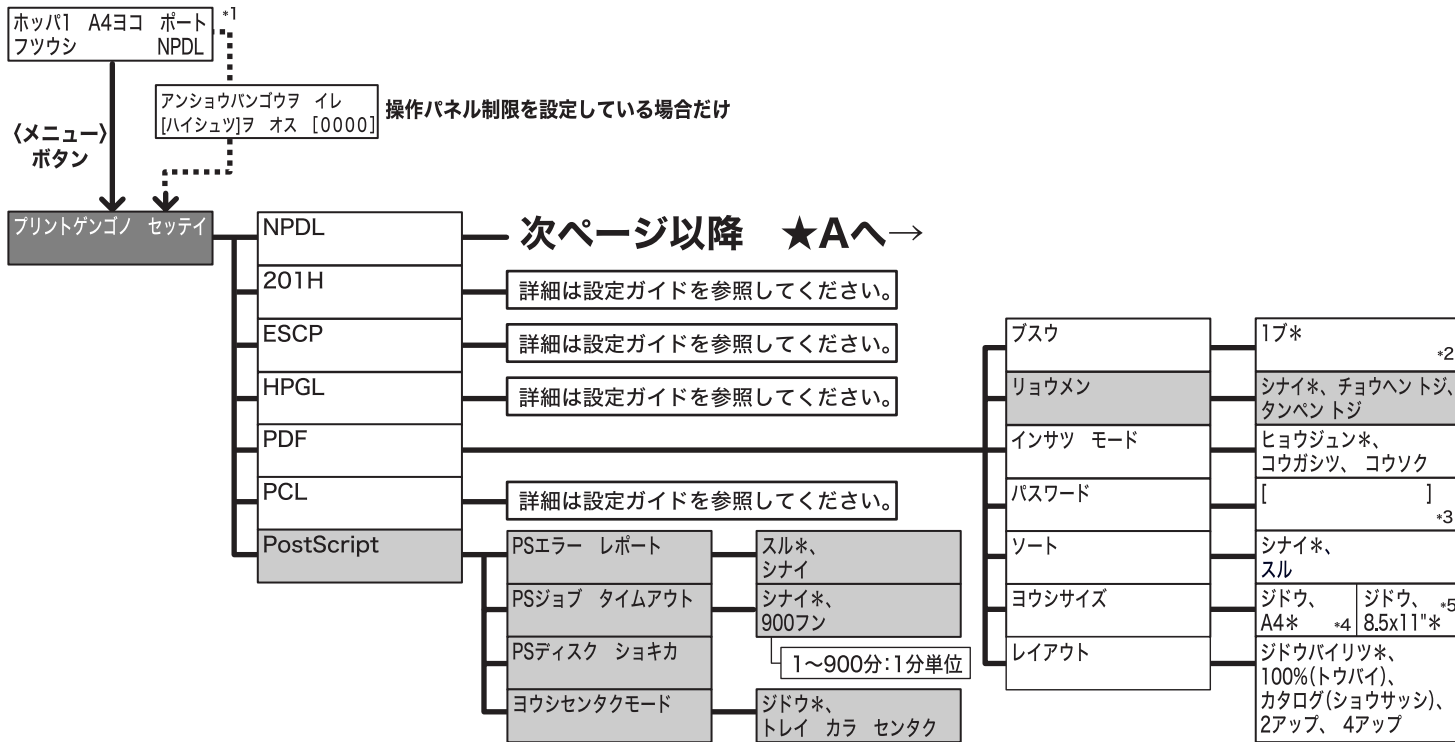 ホッパ1 A4ヨコ ポート
フツウシ NPDL
*1
アンショウバンゴウヲ イレ
[ハイシュツ]ヲ オス [0000]
操作パネル制限を設定している場合だけ
〈メニュー〉
ボタン
プリントゲンゴノ セッテイ
NPDL
次ページ以降 ★Aへ→
201H
詳細は設定ガイドを参照してください。
ESCP
詳細は設定ガイドを参照してください。
HPGL
詳細は設定ガイドを参照してください。
PDF
PCL
詳細は設定ガイドを参照してください。
PostScript
PSエラー レポート
スル*、
シナイ
PSジョブ タイムアウト
シナイ*、
900フン
1～900分:1分単位
PSディスク ショキカ
ヨウシセンタクモード
ジドウ*、
トレイ カラ センタク
ブスウ
1ブ*
*2
リョウメン
シナイ*、チョウヘン トジ、
タンペン トジ
インサツ モード
ヒョウジュン*、
コウガシツ、 コウソク
パスワード
[ ]
*3
ソート
シナイ*、
スル
ヨウシサイズ
ジドウ、
A4* *4
ジドウ、 *5
8.5x11"*
レイアウト
ジドウバイリツ*、
100%(トウバイ)、
カタログ(ショウサッシ)、
2アップ、 4アップ